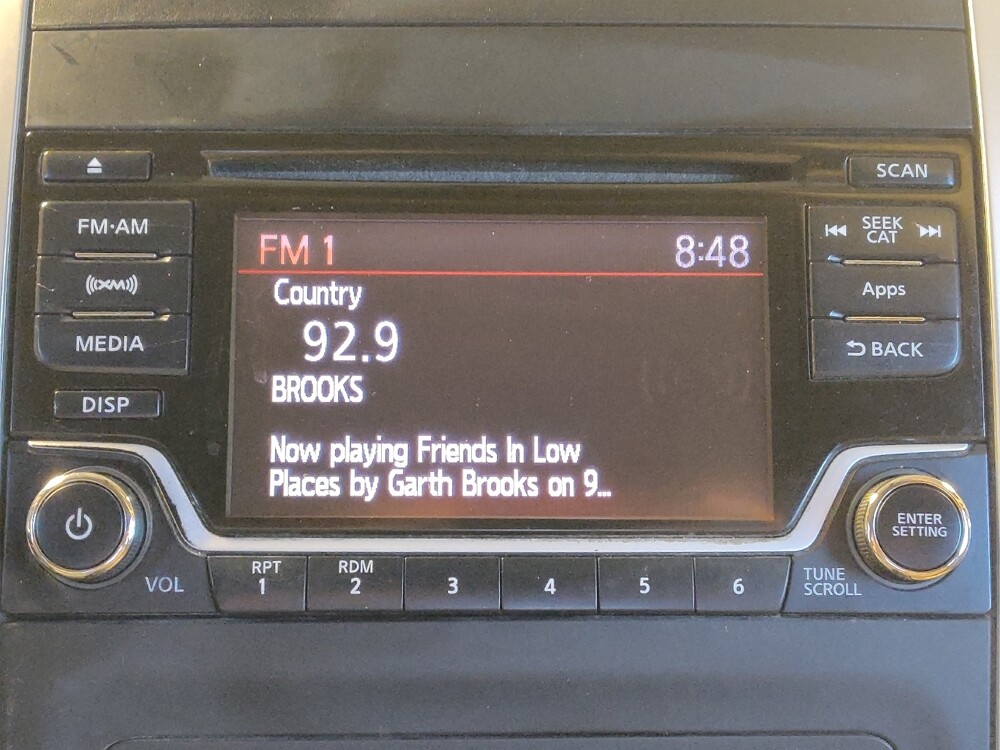 SCAN
FM·AM
SEEK
CAT
FM 1 8:48
Country
(((XM)))
Apps
92.9
MEDIA
BACK
BROOKS
DISP
Now playing Friends In Low
Places by Garth Brooks on 9...
ENTER
SETTING
VOL
RPT
1
RDM
2
3
4
5
6
TUNE
SCROLL